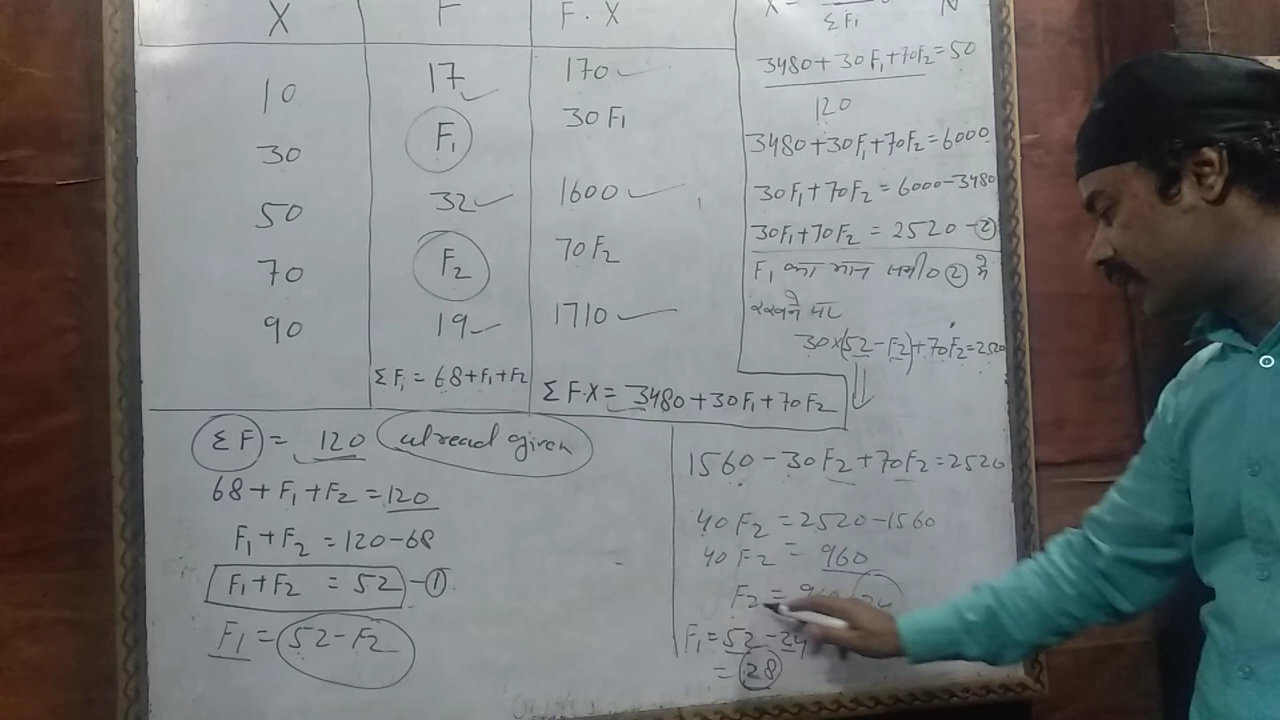 X F F · X
10 17 170
30 F₁ 30F₁
50 32 1600
70 F₂ 70F₂
90 19 1710
ΣFᵢ = 68+F₁+F₂
Σ F·X = 3480+30F₁+70F₂
ΣFᵢ N
3480+30F₁+70F₂=50
120
3480+30F₁+70F₂=6000
30F₁+70F₂ = 6000-3480
30F₁+70F₂ = 2520 -②
F₁ का मान समी० ② मे
रखने पर
30×(52-F₂)+70F₂=2520
ΣF = 120 (alread given)
68+F₁+F₂ =120
F₁+F₂ =120-68
F₁+F₂ = 52 -①
F₁ = 52-F₂
1560-30F₂+70F₂=2520
40F₂ =2520-1560
40F₂ = 960
F₂ =
F₁=52-24
= 28